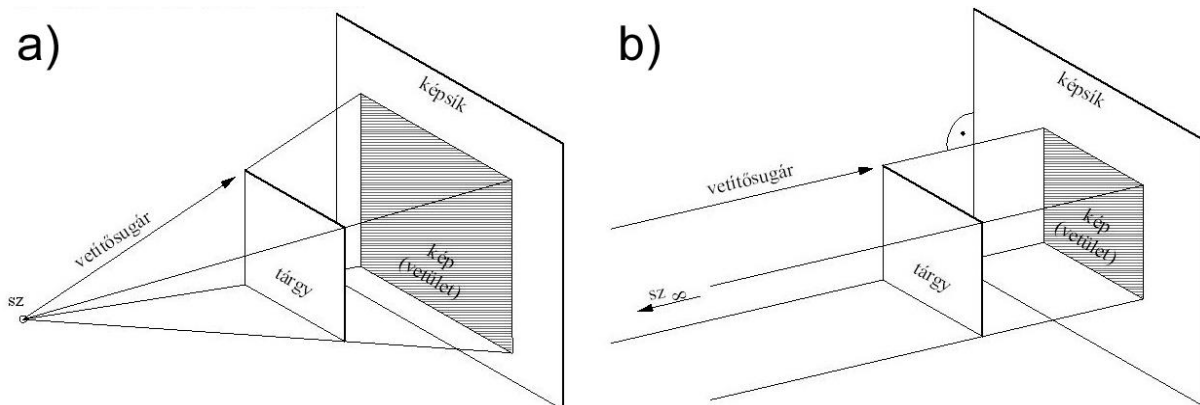 a)
képsík
vetítősugár
kép
(vetület)
tárgy
sz
b)
képsík
vetítősugár
kép
(vetület)
tárgy
sz ∞